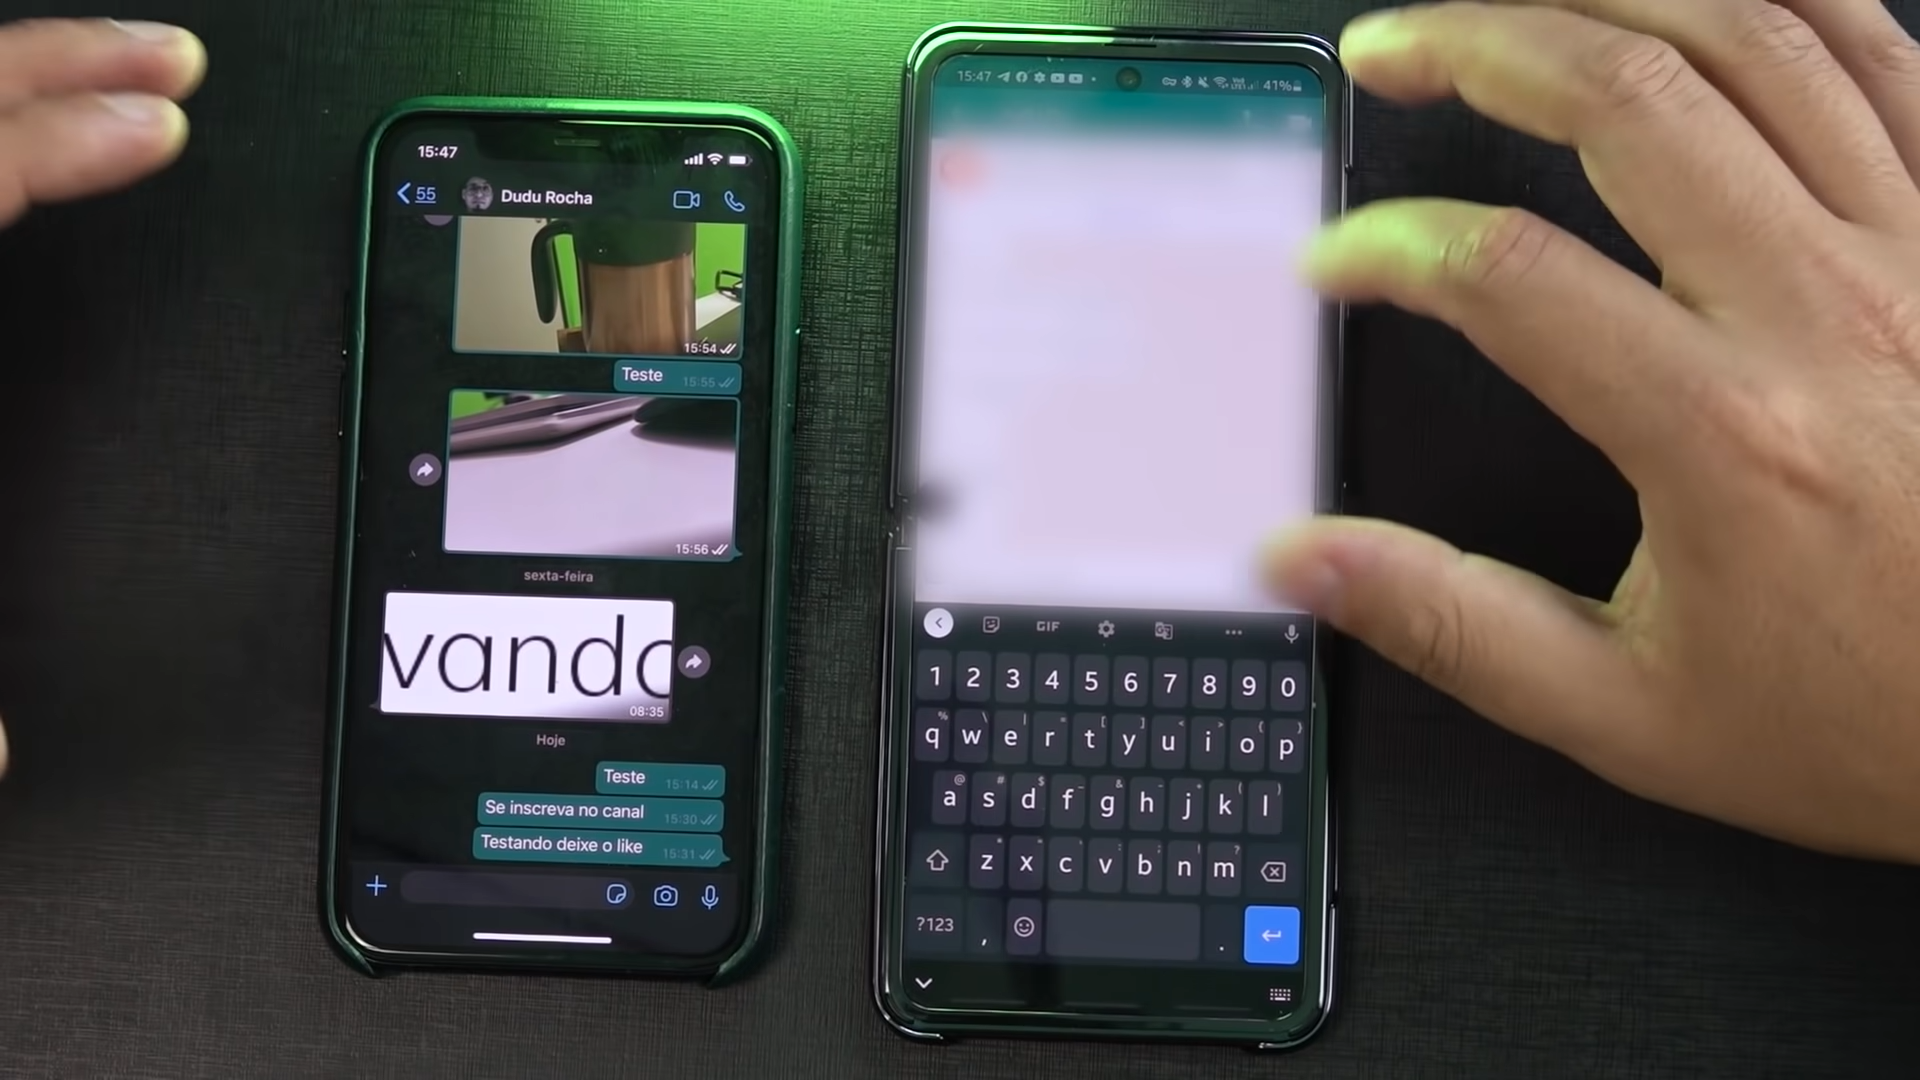 15:47
55
Dudu Rocha
15:54
Teste 15:55
15:56
sexta-feira
vand
08:35
Hoje
Teste 15:14
Se inscreva no canal 15:30
Testando deixe o like 15:31
15:47
41%
GIF
1 2 3 4 5 6 7 8 9 0
q w e r t y u i o p
a s d f g h j k l
z x c v b n m
?123 , .